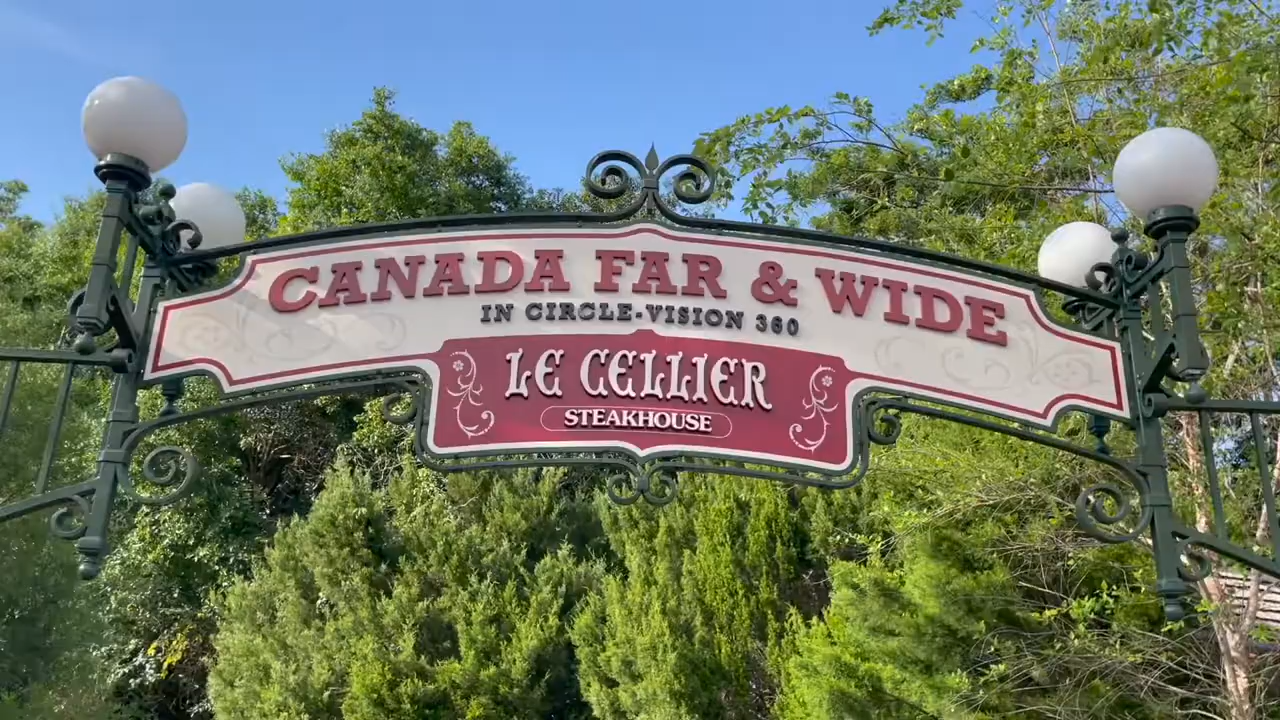 CANADA FAR & WIDE
IN CIRCLE-VISION 360
LE CELLIER
STEAKHOUSE